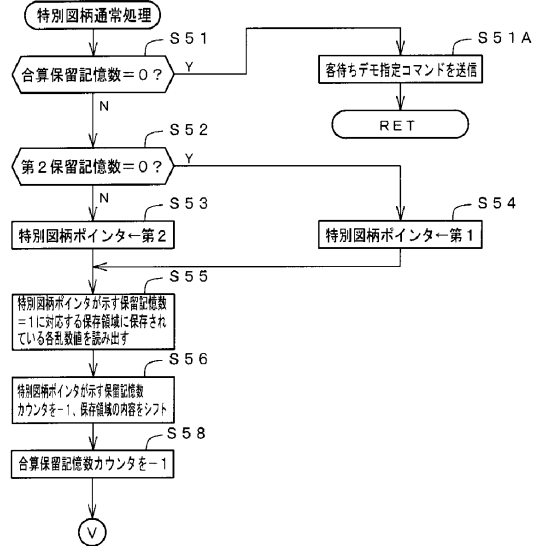 特別図柄通常処理
S51
合算保留記憶数=0?
Y
N
S51A
客待ちデモ指定コマンドを送信
RET
S52
第2保留記憶数=0?
Y
N
S53
特別図柄ポインタ←第2
S54
特別図柄ポインタ←第1
S55
特別図柄ポインタが示す保留記憶数
=1に対応する保存領域に保存され
ている各乱数値を読み出す
S56
特別図柄ポインタが示す保留記憶数
カウンタを-1、保存領域の内容をシフト
S58
合算保留記憶数カウンタを-1
V